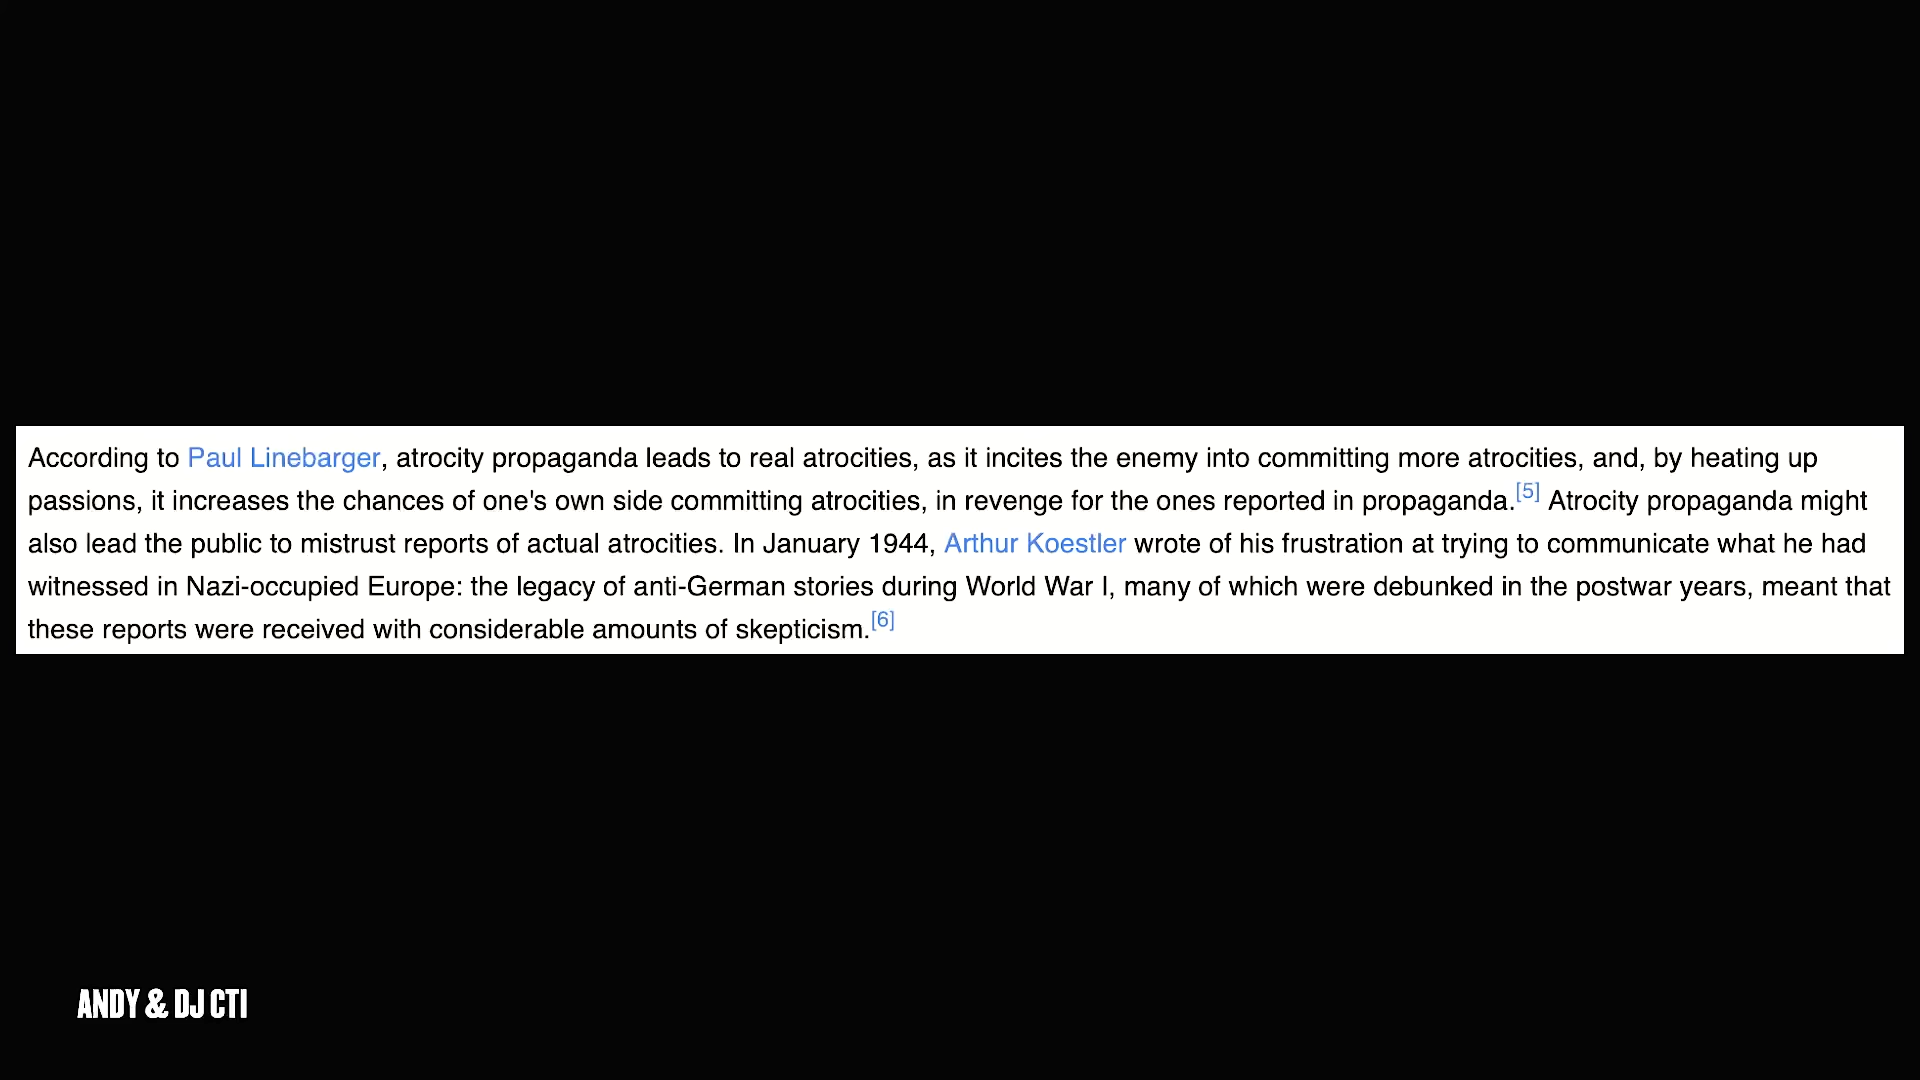 According to Paul Linebarger, atrocity propaganda leads to real atrocities, as it incites the enemy into committing more atrocities, and, by heating up
passions, it increases the chances of one's own side committing atrocities, in revenge for the ones reported in propaganda.[5] Atrocity propaganda might
also lead the public to mistrust reports of actual atrocities. In January 1944, Arthur Koestler wrote of his frustration at trying to communicate what he had
witnessed in Nazi-occupied Europe: the legacy of anti-German stories during World War I, many of which were debunked in the postwar years, meant that
these reports were received with considerable amounts of skepticism.[6]
ANDY & DJ CTI